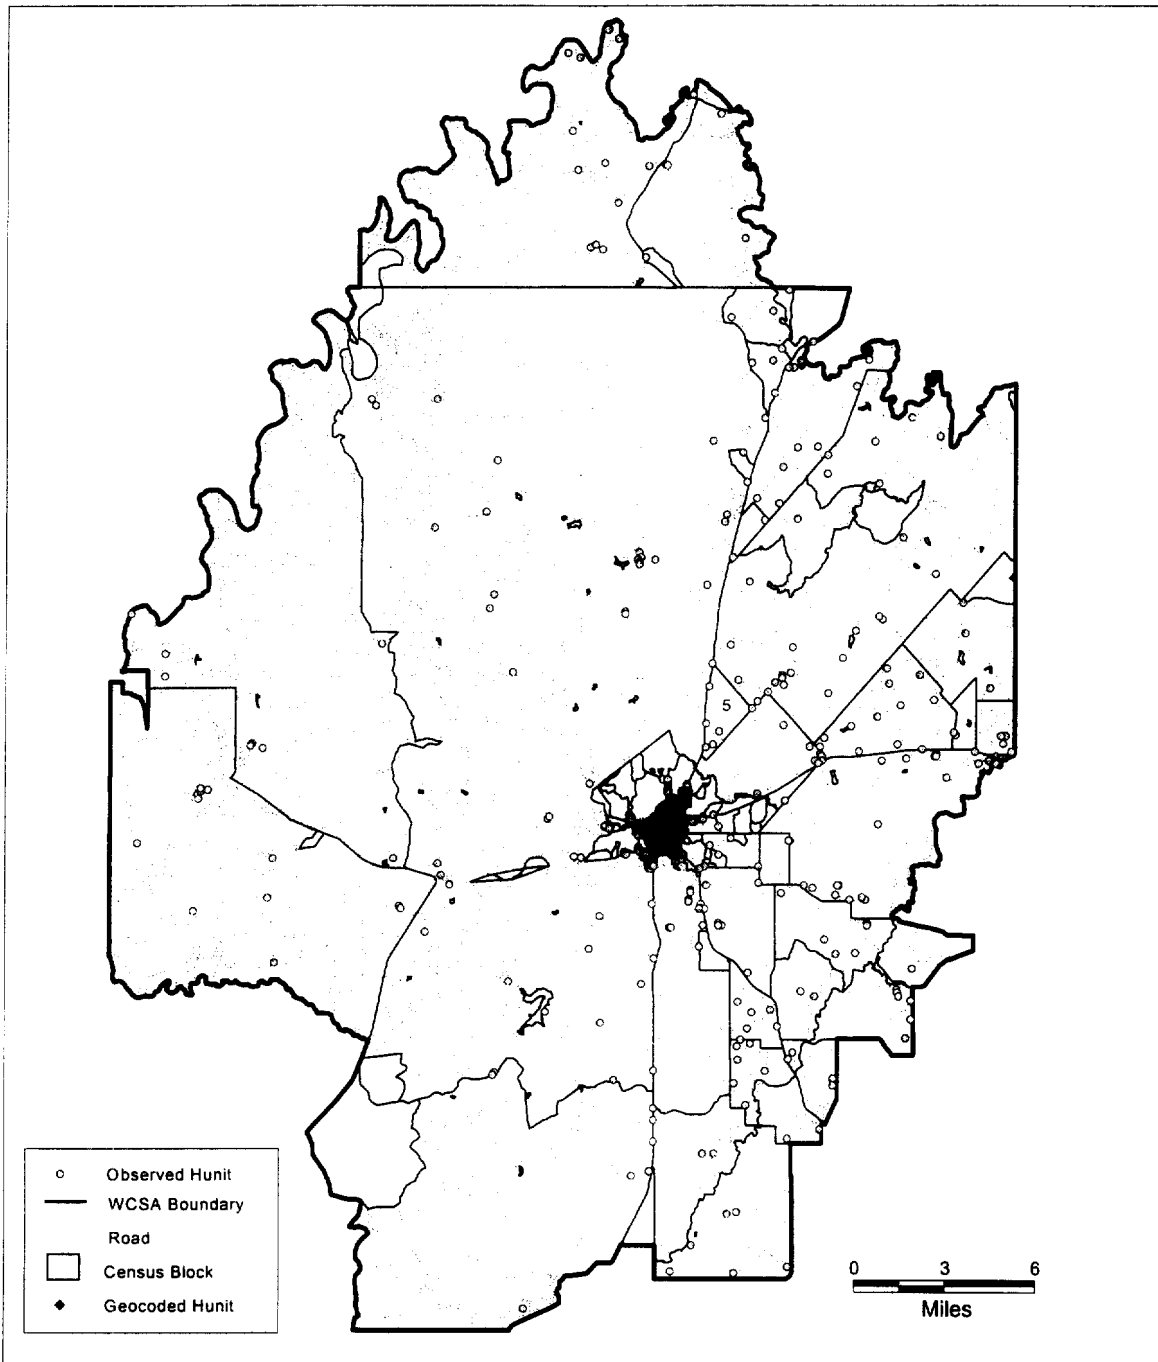 5
Observed Hunit
WCSA Boundary
Road
Census Block
Geocoded Hunit
0 3 6
Miles